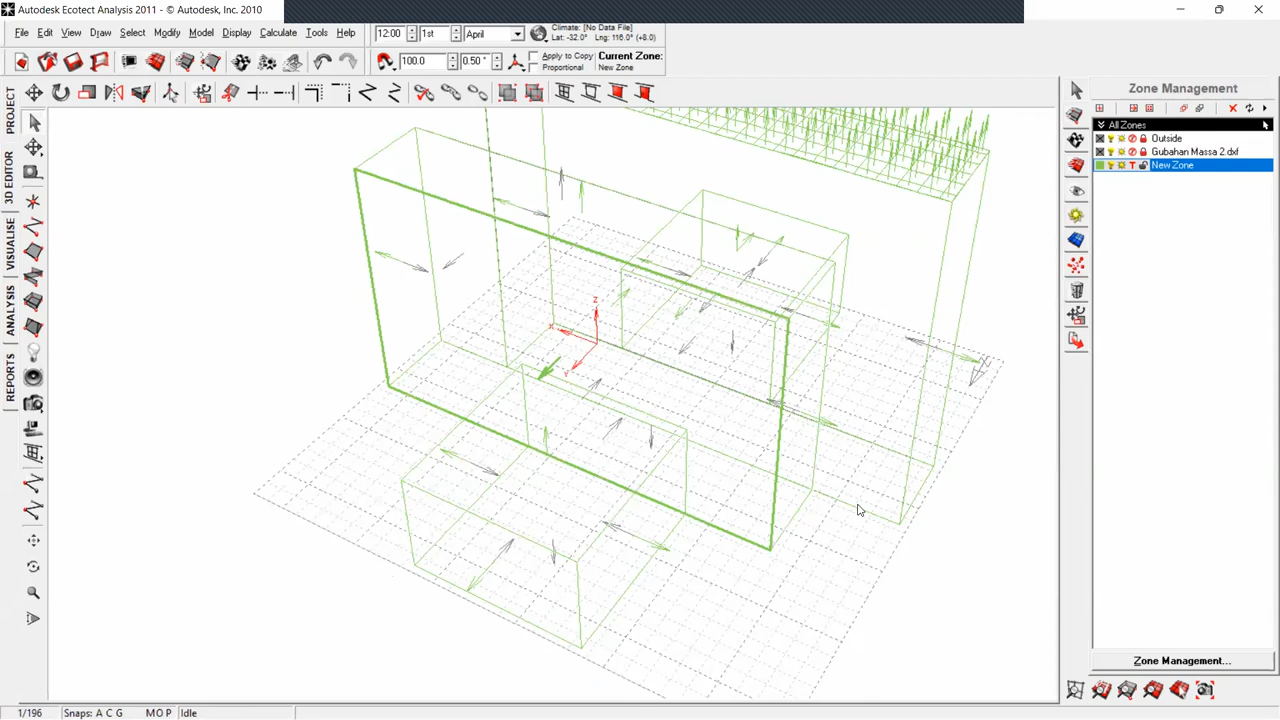 Autodesk Ecotect Analysis 2011 - © Autodesk, Inc. 2010
File Edit View Draw Select Modify Model Display Calculate Tools Help
12:00 1st April
Climate: [No Data File]
Lat: -32.0° Lng: 116.0° (+8.0)
100.0 0.50 °
Apply to Copy
Proportional
Current Zone:
New Zone
PROJECT
3D EDITOR
VISUALISE
ANALYSIS
REPORTS
Z
X
Y
N
Zone Management
All Zones
Outside
Gubahan Massa 2.dxf
T New Zone
Zone Management...
1/196 Snaps: A C G MO P Idle